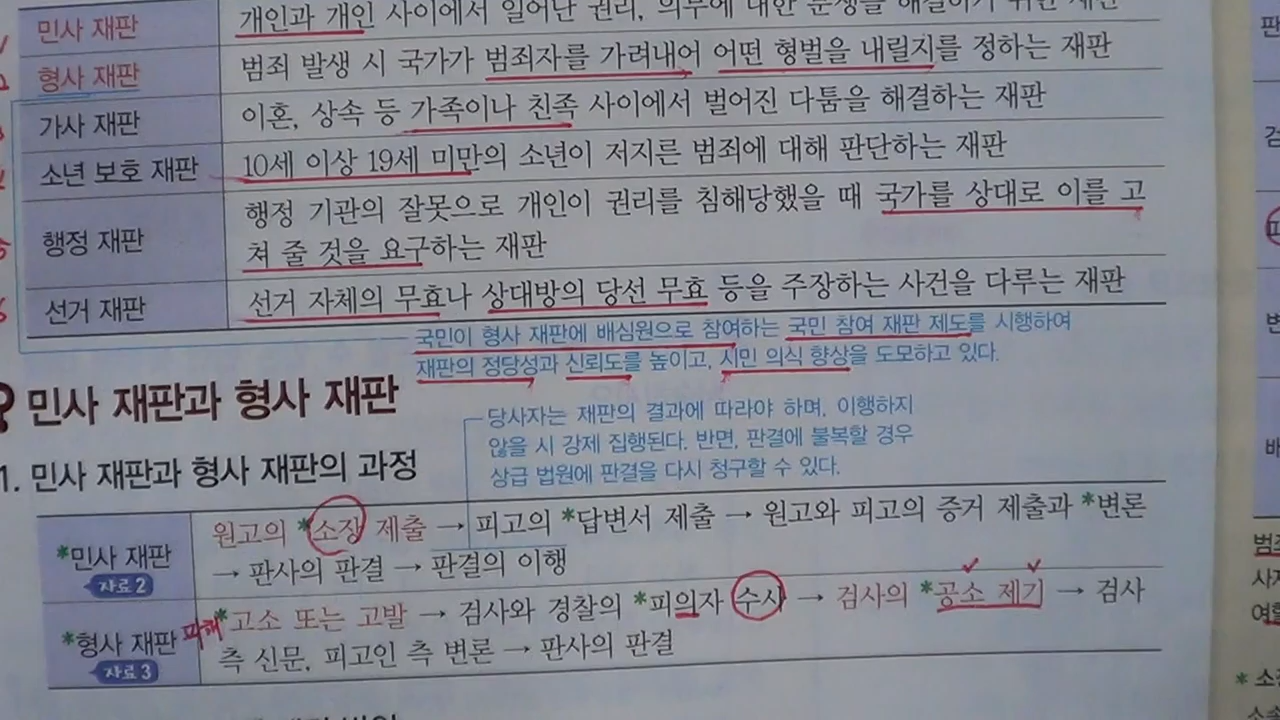 민사 재판
개인과 개인 사이에서 일어난 권리, 의무에 대한 분쟁을 해결하기 위한 재판
형사 재판
범죄 발생 시 국가가 범죄자를 가려내어 어떤 형벌을 내릴지를 정하는 재판
가사 재판
이혼, 상속 등 가족이나 친족 사이에서 벌어진 다툼을 해결하는 재판
소년 보호 재판
10세 이상 19세 미만의 소년이 저지른 범죄에 대해 판단하는 재판
행정 재판
행정 기관의 잘못으로 개인이 권리를 침해당했을 때 국가를 상대로 이를 고
쳐 줄 것을 요구하는 재판
선거 재판
선거 자체의 무효나 상대방의 당선 무효 등을 주장하는 사건을 다루는 재판
국민이 형사 재판에 배심원으로 참여하는 국민 참여 재판 제도를 시행하여
재판의 정당성과 신뢰도를 높이고, 시민 의식 향상을 도모하고 있다.
민사 재판과 형사 재판
당사자는 재판의 결과에 따라야 하며, 이행하지
않을 시 강제 집행된다. 반면, 판결에 불복할 경우
상급 법원에 판결을 다시 청구할 수 있다.
1. 민사 재판과 형사 재판의 과정
*민사 재판
자료 2
원고의 *소장 제출 → 피고의 *답변서 제출 → 원고와 피고의 증거 제출과 *변론
→ 판사의 판결 → 판결의 이행
*형사 재판
자료 3
*고소 또는 고발 → 검사와 경찰의 *피의자 수사 → 검사의 *공소 제기 → 검사
측 신문, 피고인 측 변론 → 판사의 판결